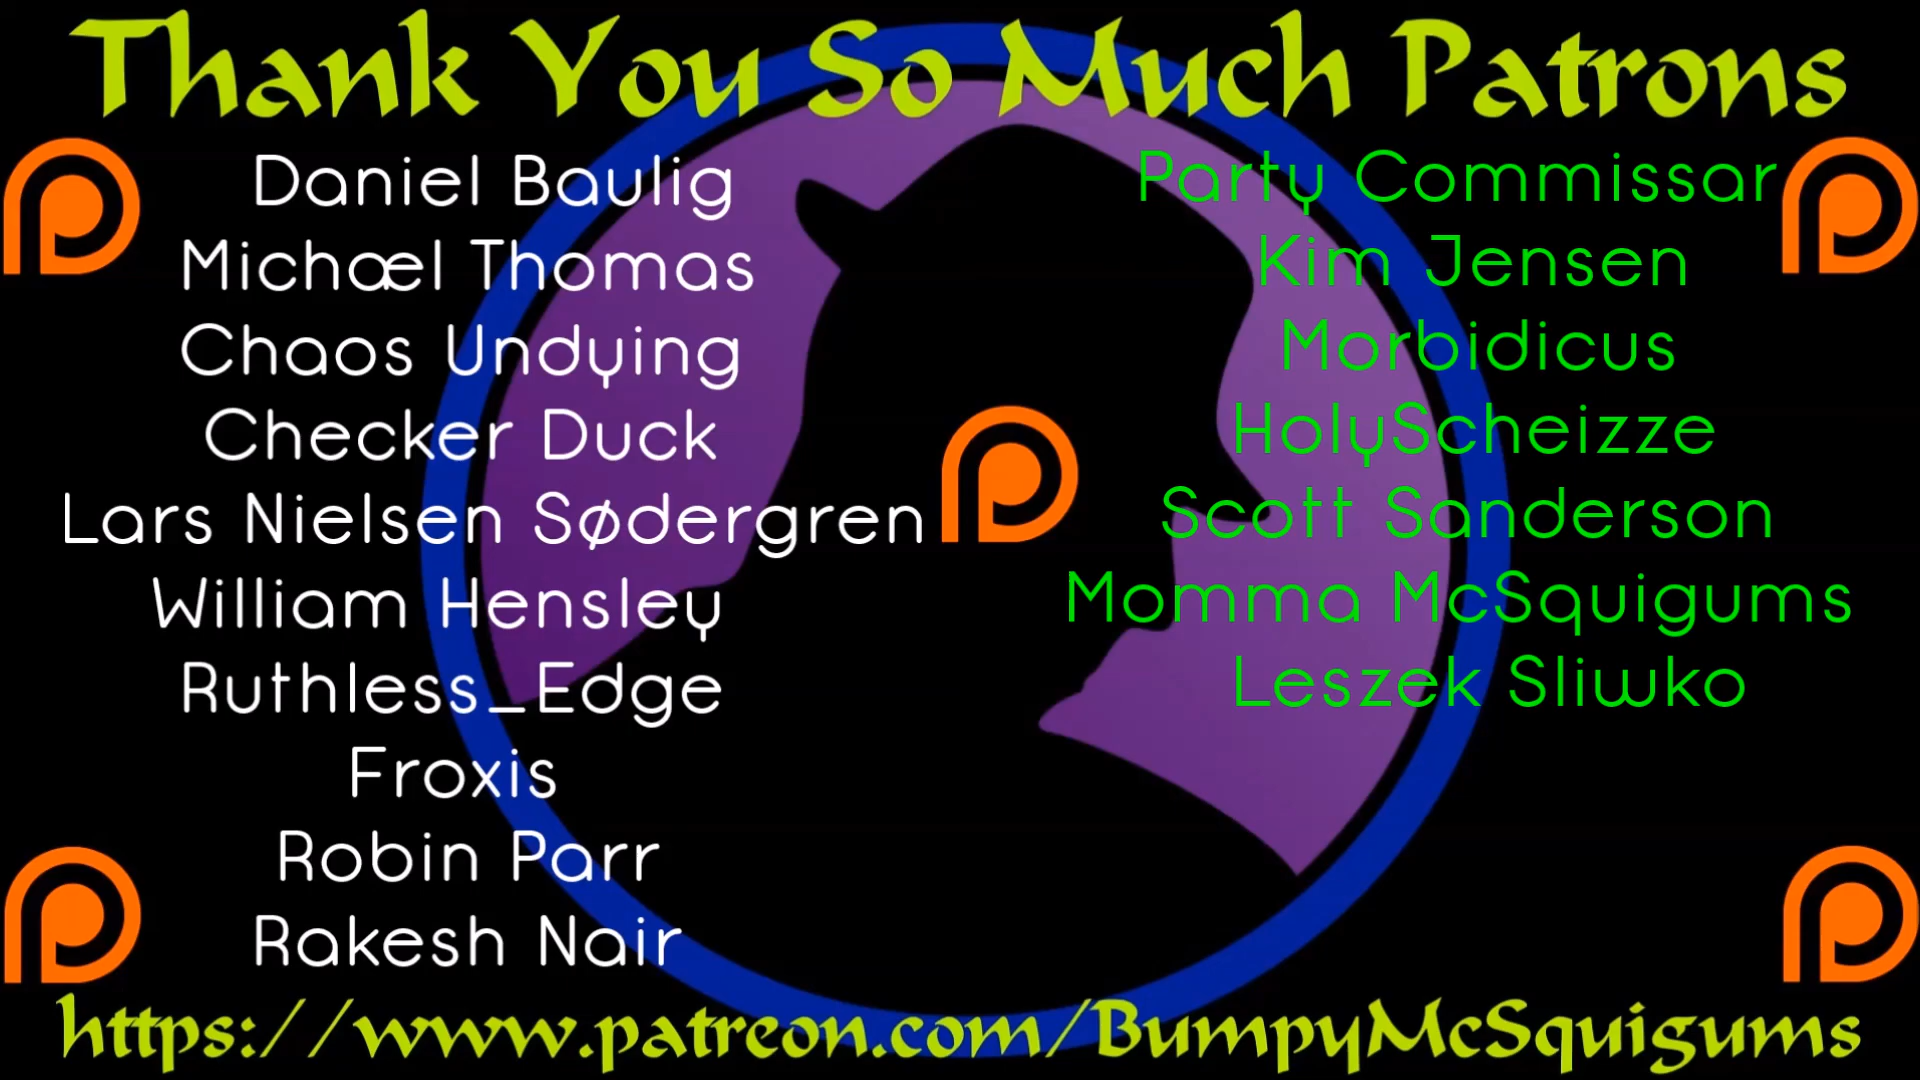 Thank You So Much Patrons
Daniel Baulig
Michæl Thomas
Chaos Undying
Checker Duck
Lars Nielsen Sødergren
William Hensley
Ruthless_Edge
Froxis
Robin Parr
Rakesh Nair
Party Commissar
Kim Jensen
Morbidicus
HolyScheizze
Scott Sanderson
Momma McSquigums
Leszek Sliwko
https://www.patreon.com/BumpyMcSquigums